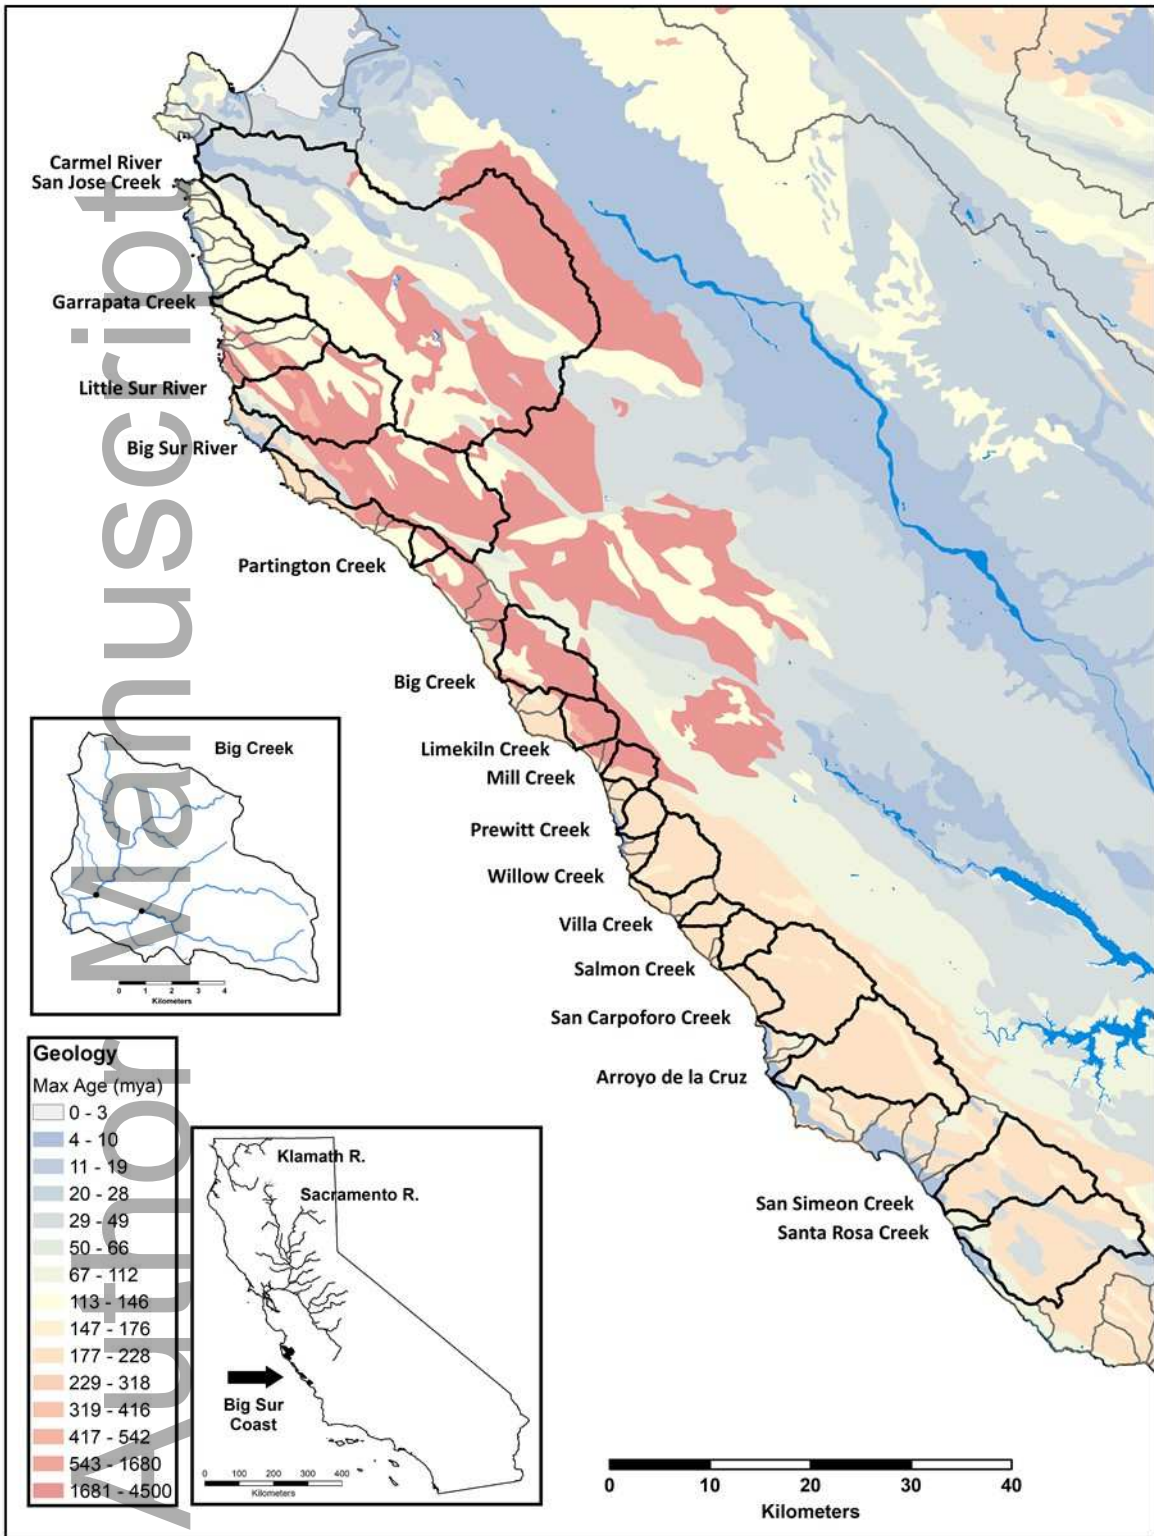 Carmel River
San Jose Creek
Garrapata Creek
Little Sur River
Big Sur River
Partington Creek
Big Creek
Limekiln Creek
Mill Creek
Prewitt Creek
Willow Creek
Villa Creek
Salmon Creek
San Carpoforo Creek
Arroyo de la Cruz
San Simeon Creek
Santa Rosa Creek
Big Creek
0 1 2 3 4
Kilometers
Geology
Max Age (mya)
0 - 3
4 - 10
11 - 19
20 - 28
29 - 49
50 - 66
67 - 112
113 - 146
147 - 176
177 - 228
229 - 318
319 - 416
417 - 542
543 - 1680
1681 - 4500
Klamath R.
Sacramento R.
Big Sur
Coast
0 100 200 300 400
Kilometers
0 10 20 30 40
Kilometers
Author Manuscript